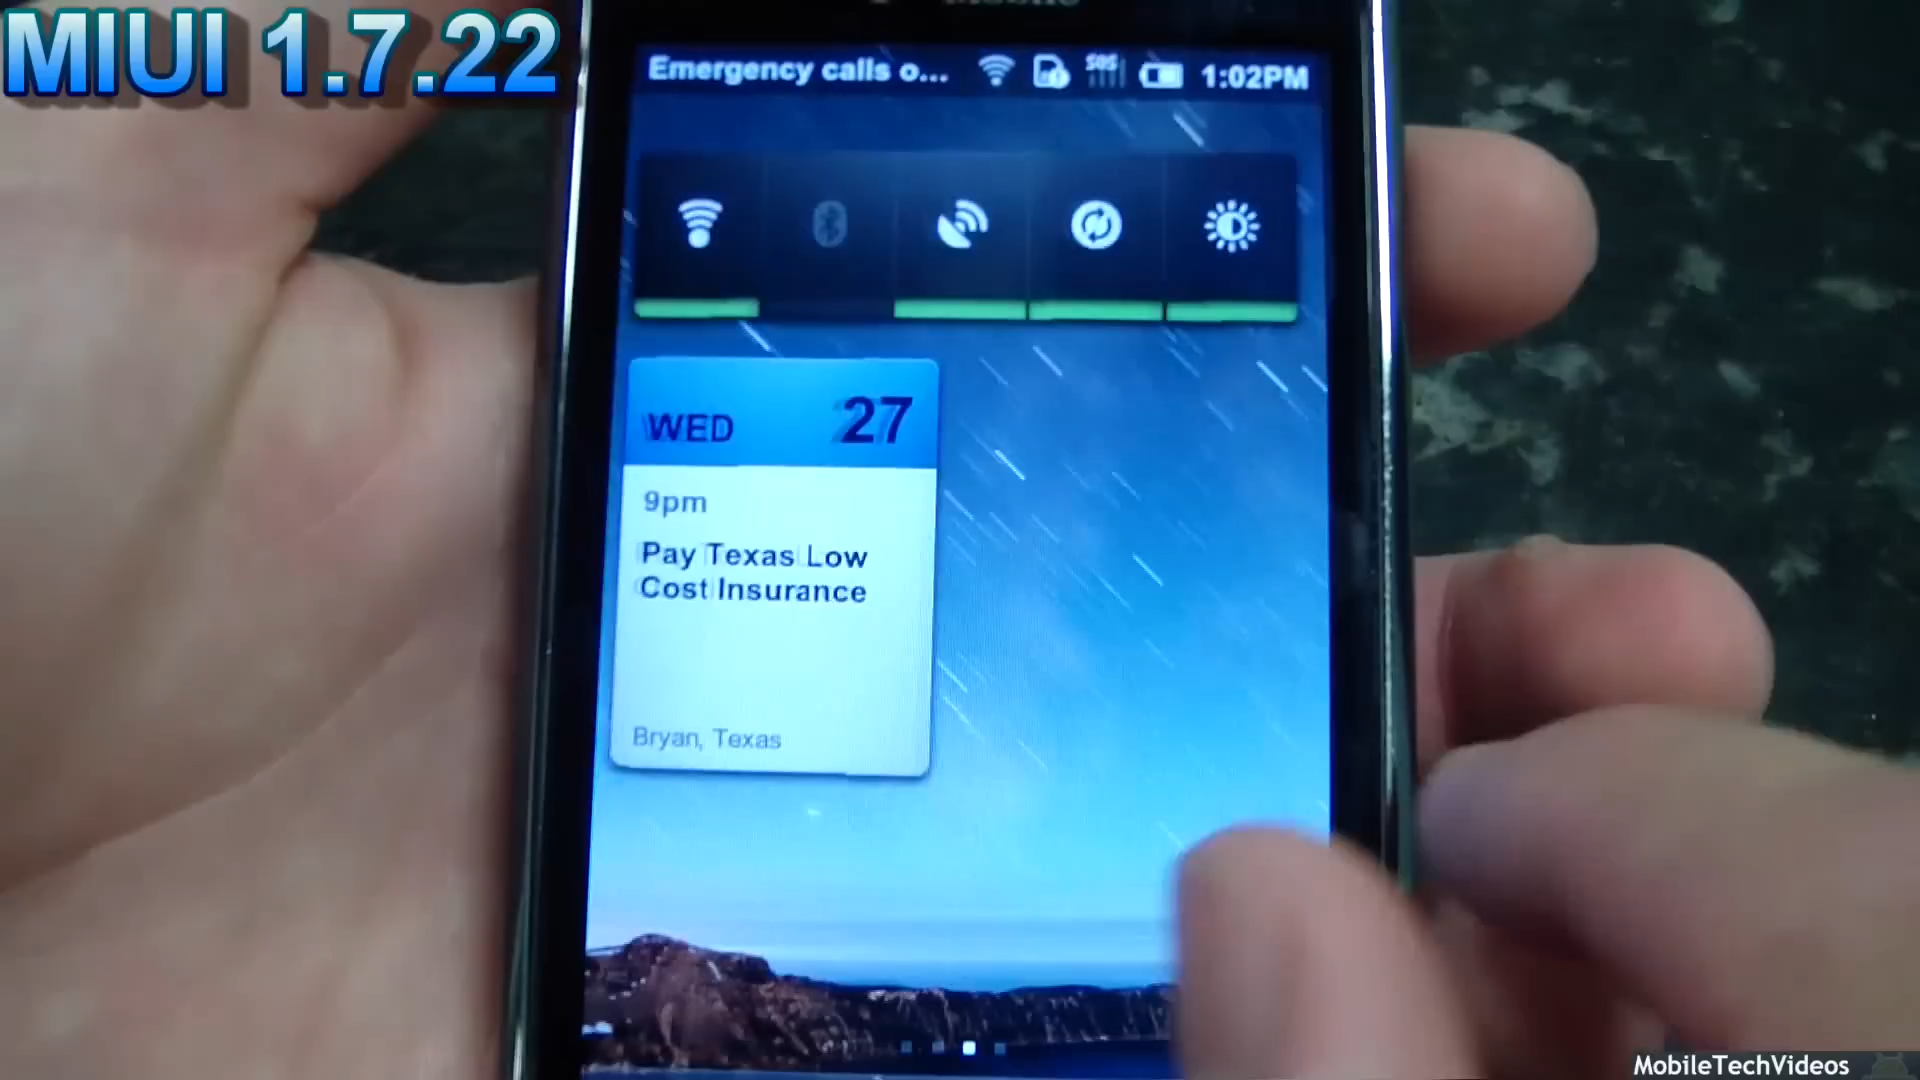 MIUI 1.7.22
Emergency calls o... SOS 1:02PM
WED 27
9pm
Pay Texas Low
Cost Insurance
Bryan, Texas
MobileTechVideos